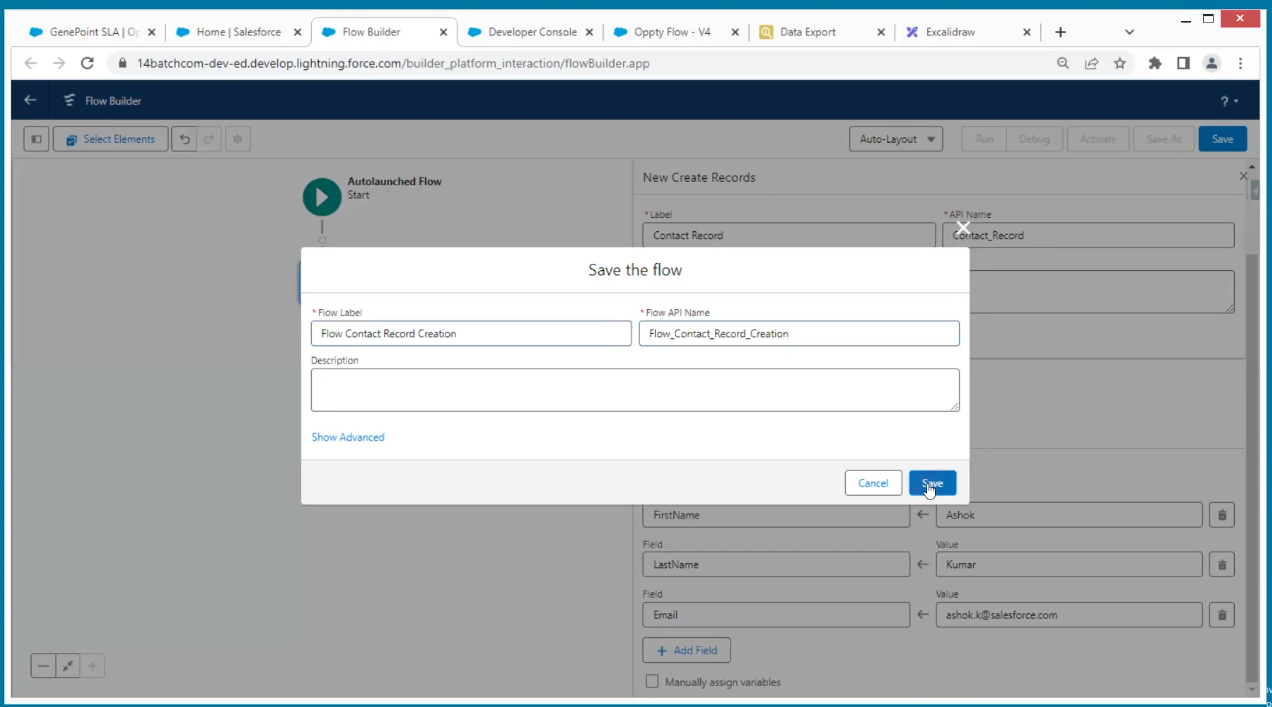 GenePoint SLA | O
Home | Salesforce
Flow Builder
Developer Console
Oppty Flow - V4
Data Export
Excalidraw
14batchcom-dev-ed.develop.lightning.force.com/builder_platform_interaction/flowBuilder.app
Flow Builder
?
Select Elements
Auto-Layout
Run
Debug
Activate
Save As
Save
Autolaunched Flow
Start
New Create Records
* Label
* API Name
Contact Record
Contact_Record
Save the flow
* Flow Label
* Flow API Name
Flow Contact Record Creation
Flow_Contact_Record_Creation
Description
Show Advanced
Cancel
Save
FirstName
Ashok
Field
Value
LastName
Kumar
Field
Value
Email
ashok.k@salesforce.com
+ Add Field
Manually assign variables